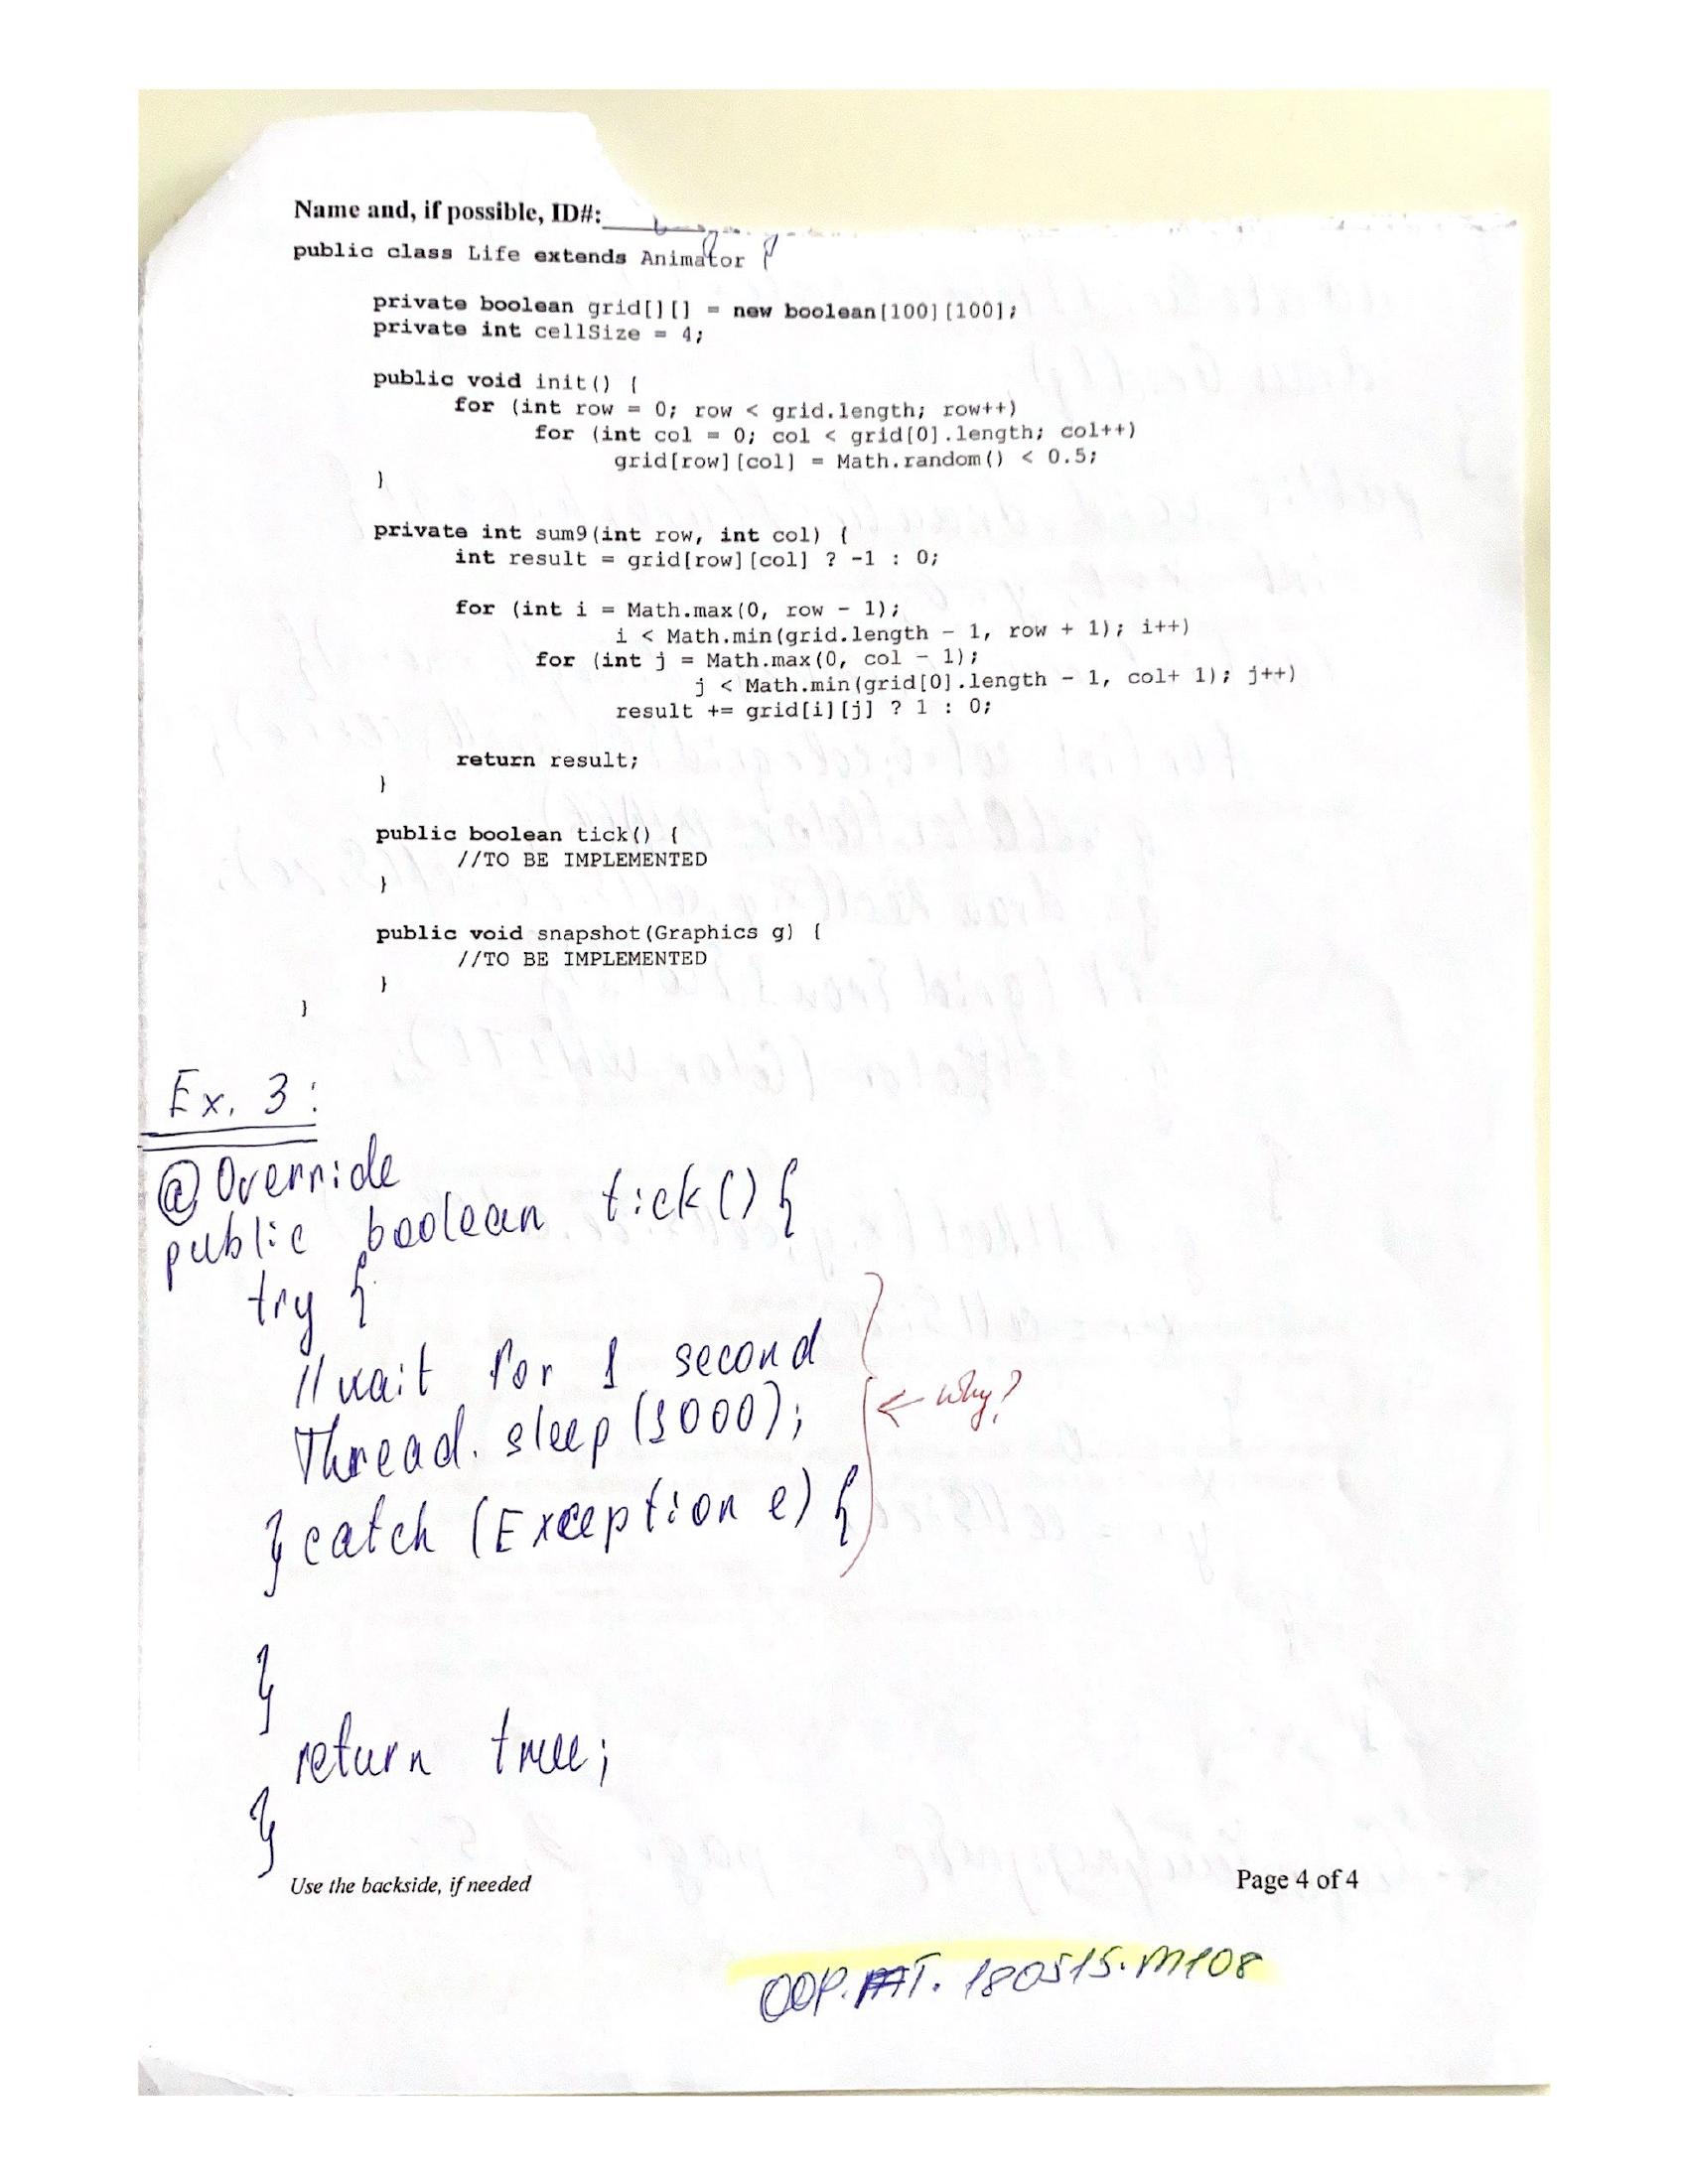 Name and, if possible, ID#:
public class Life extends Animator {
private boolean grid[][] = new boolean[100][100];
private int cellSize = 4;
public void init() {
for (int row = 0; row < grid.length; row++)
for (int col = 0; col < grid[0].length; col++)
grid[row][col] = Math.random() < 0.5;
}
private int sum9(int row, int col) {
int result = grid[row][col] ? -1 : 0;
for (int i = Math.max(0, row - 1);
i < Math.min(grid.length - 1, row + 1); i++)
for (int j = Math.max(0, col - 1);
j < Math.min(grid[0].length - 1, col+ 1); j++)
result += grid[i][j] ? 1 : 0;
return result;
}
public boolean tick() {
//TO BE IMPLEMENTED
}
public void snapshot(Graphics g) {
//TO BE IMPLEMENTED
}
}
Ex. 3:
@Override
public boolean tick() {
try {
//wait for 1 second
Thread.sleep(1000);
← why?
} catch (Exception e) {
}
return true;
}
Use the backside, if needed
Page 4 of 4
OOP.MT.180515.M108